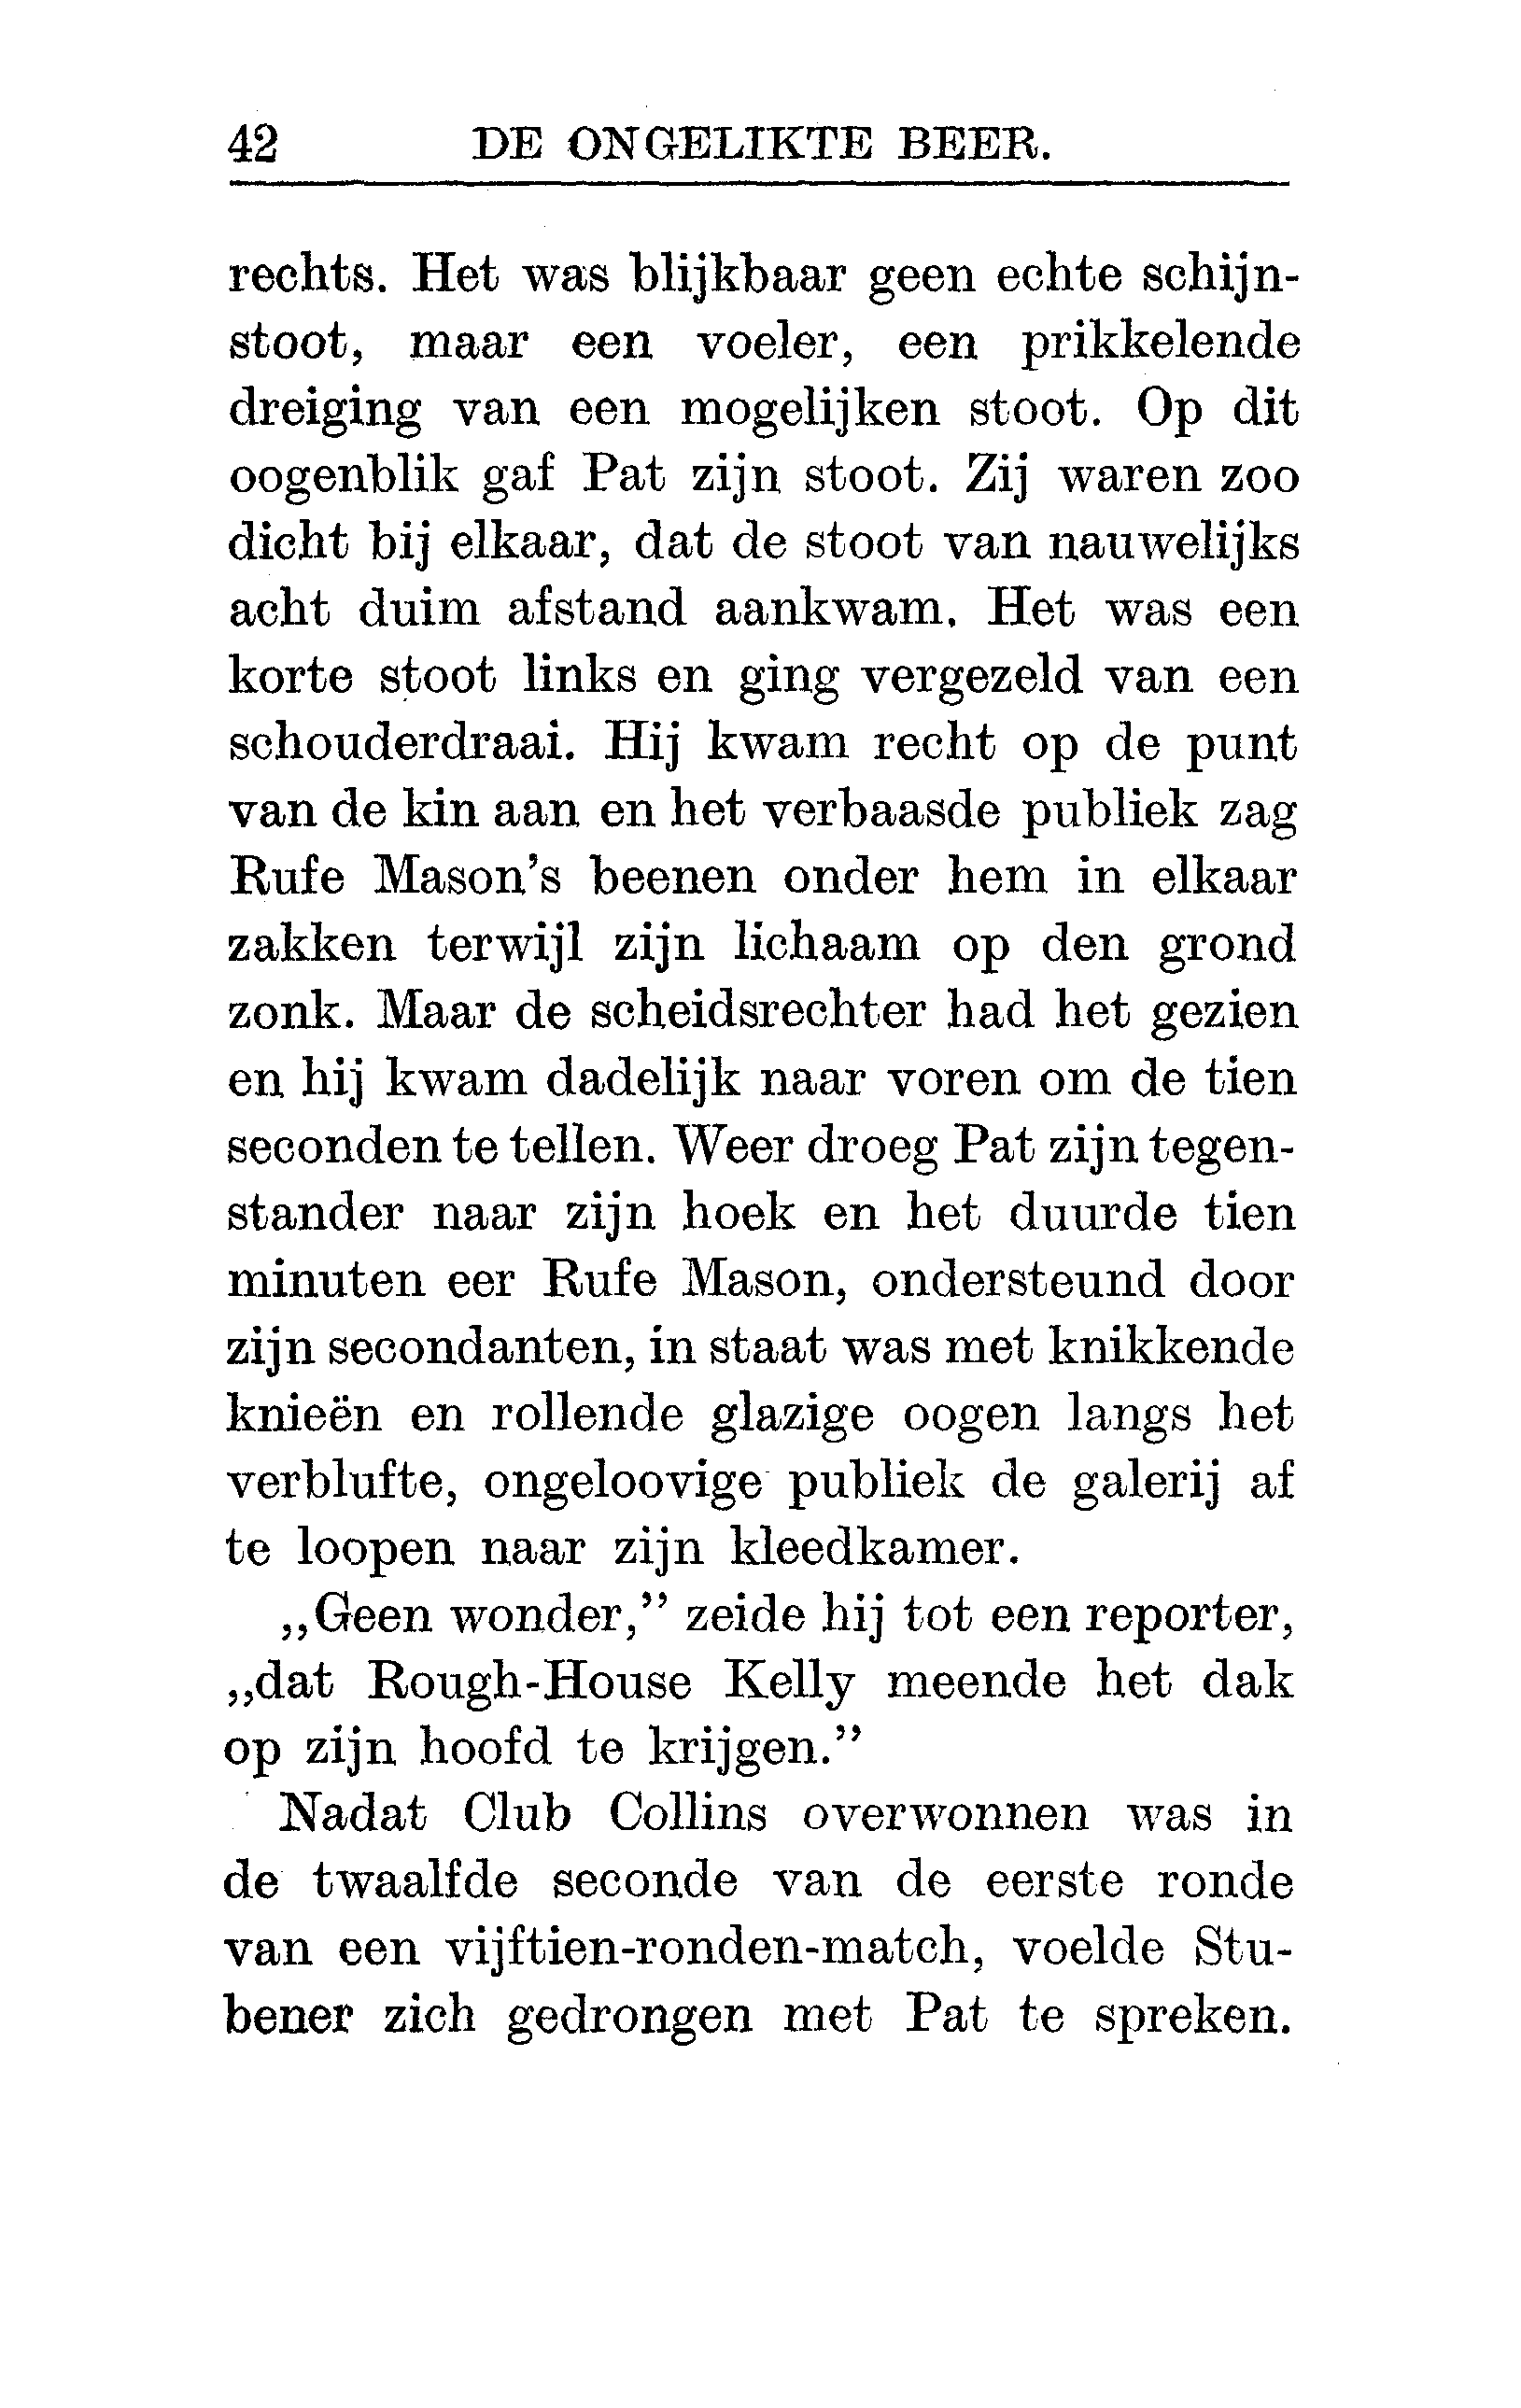 42 DE ONGELIKTE BEER.
rechts. Het was blijkbaar geen echte schijn-
stoot, maar een voeler, een prikkelende
dreiging van een mogelijken stoot. Op dit
oogenblik gaf Pat zijn stoot. Zij waren zoo
dicht bij elkaar, dat de stoot van nauwelijks
acht duim afstand aankwam. Het was een
korte stoot links en ging vergezeld van een
schouderdraai. Hij kwam recht op de punt
van de kin aan en het verbaasde publiek zag
Rufe Mason's beenen onder hem in elkaar
zakken terwijl zijn lichaam op den grond
zonk. Maar de scheidsrechter had het gezien
en hij kwam dadelijk naar voren om de tien
seconden te tellen. Weer droeg Pat zijn tegen-
stander naar zijn hoek en het duurde tien
minuten eer Rufe Mason, ondersteund door
zijn secondanten, in staat was met knikkende
knieën en rollende glazige oogen langs het
verblufte, ongeloovige publiek de galerij af
te loopen naar zijn kleedkamer.
„Geen wonder,” zeide hij tot een reporter,
„dat Rough-House Kelly meende het dak
op zijn hoofd te krijgen.”
Nadat Club Collins overwonnen was in
de twaalfde seconde van de eerste ronde
van een vijftien-ronden-match, voelde Stu-
bener zich gedrongen met Pat te spreken.